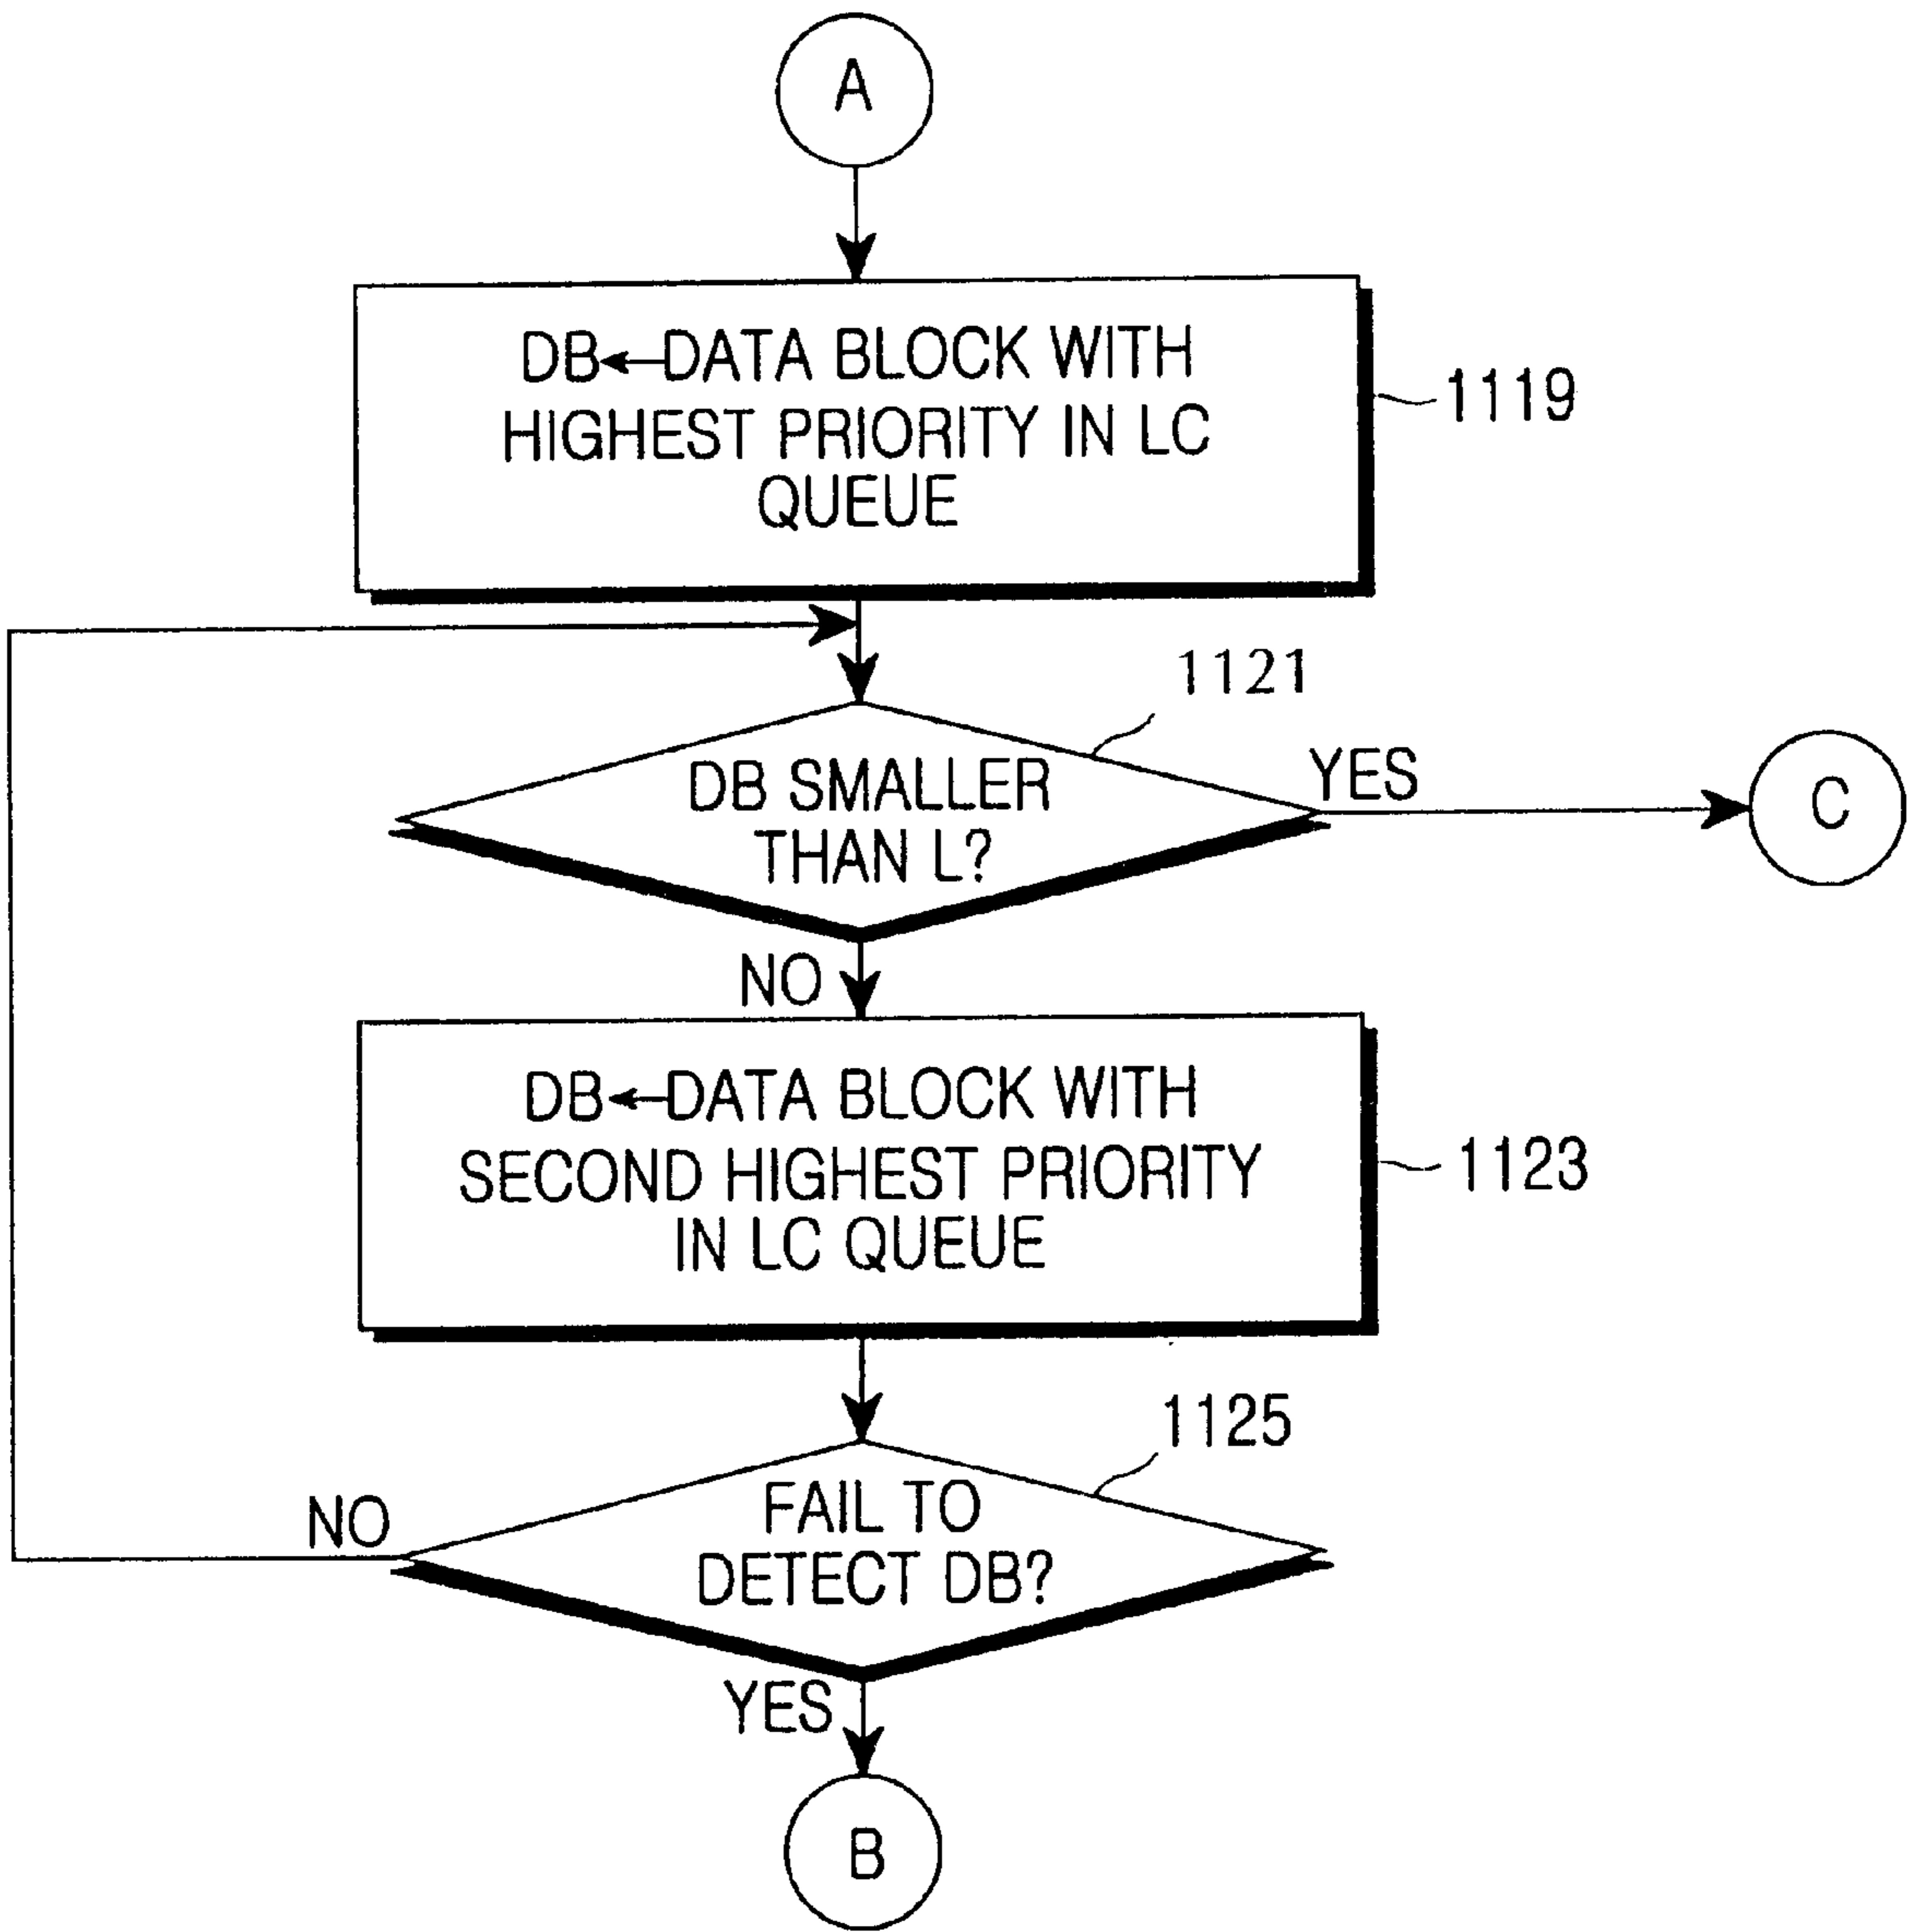 A
DB←DATA BLOCK WITH
HIGHEST PRIORITY IN LC
QUEUE
1119
1121
DB SMALLER
THAN L?
YES
C
NO
DB←DATA BLOCK WITH
SECOND HIGHEST PRIORITY
IN LC QUEUE
1123
1125
FAIL TO
DETECT DB?
NO
YES
B